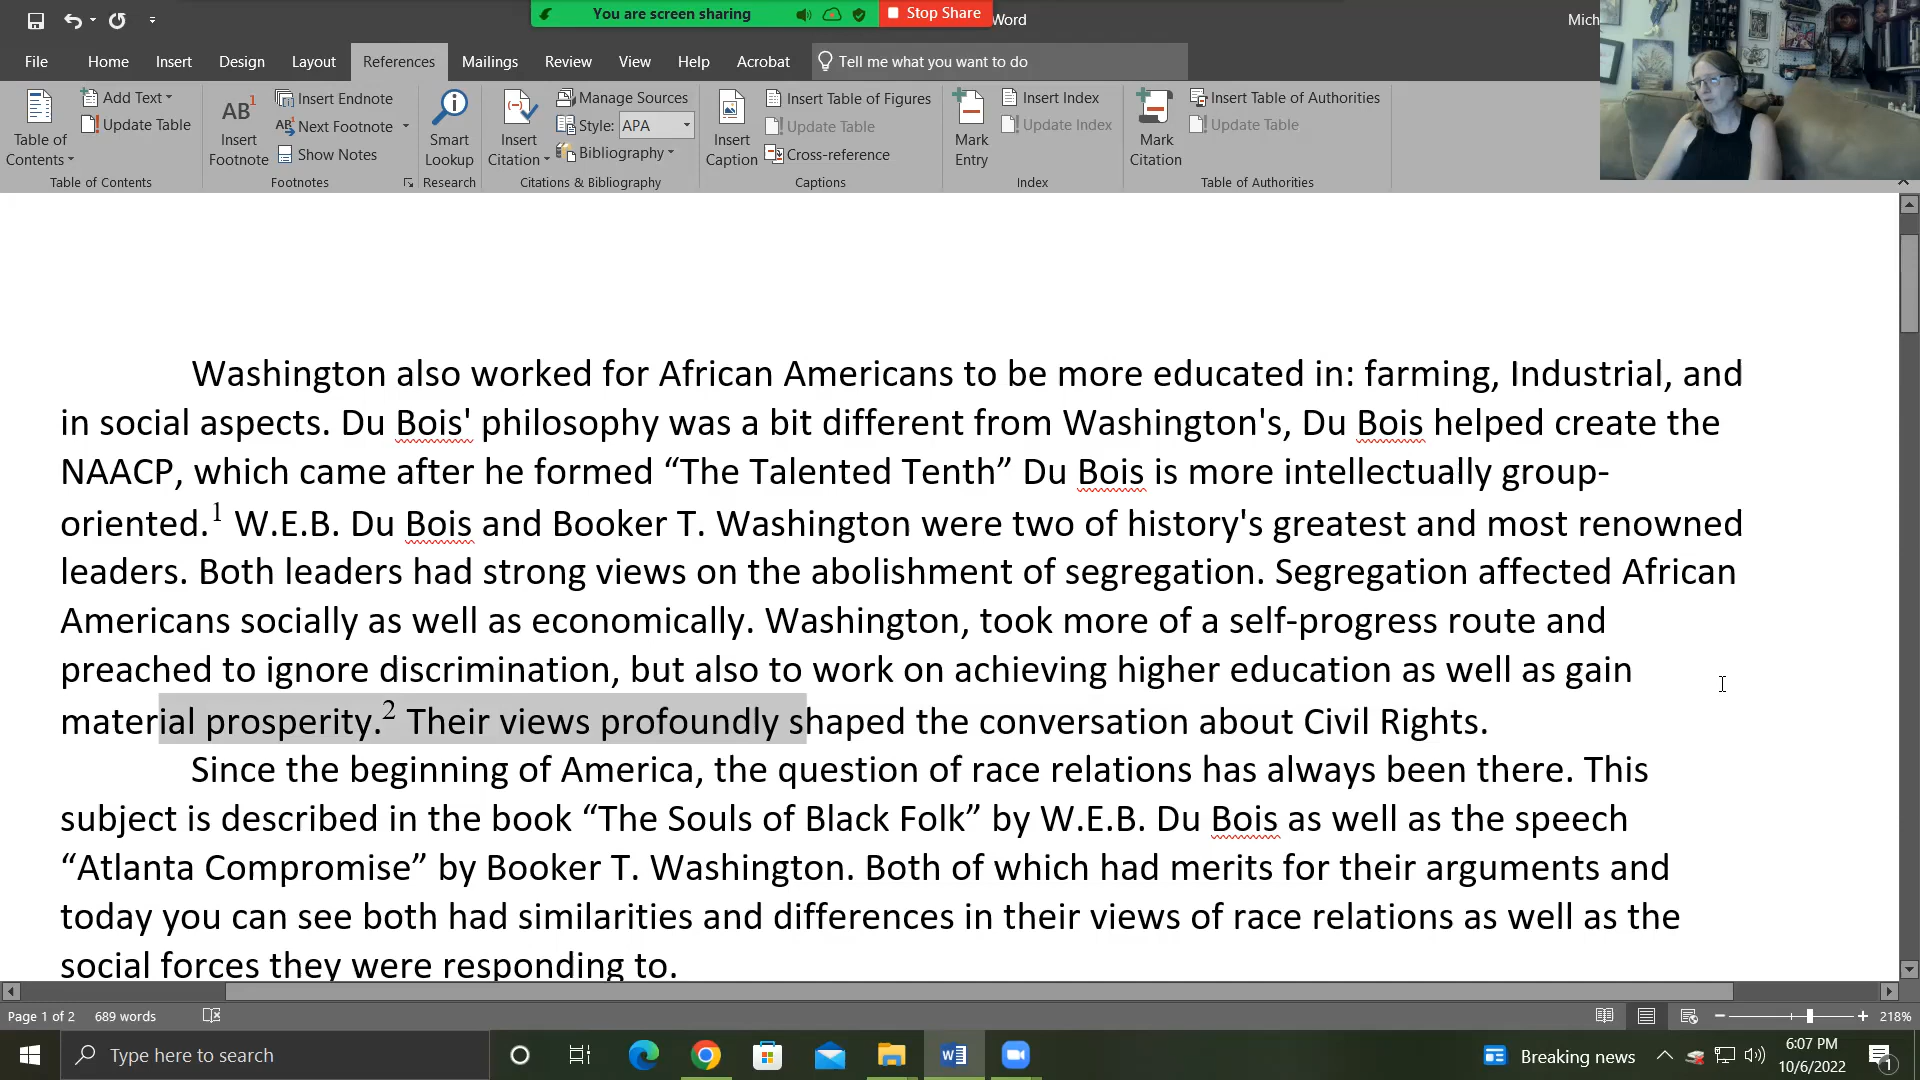 You are screen sharing
Stop Share
Word
Mich
File Home Insert Design Layout References Mailings Review View Help Acrobat Tell me what you want to do
Table of Contents
Add Text
Update Table
Table of Contents
AB1
Insert Footnote
Insert Endnote
AB1 Next Footnote
Show Notes
Footnotes
Smart Lookup
Research
Insert Citation
Manage Sources
Style: APA
Bibliography
Citations & Bibliography
Insert Caption
Insert Table of Figures
Update Table
Cross-reference
Captions
Mark Entry
Insert Index
Update Index
Index
Mark Citation
Insert Table of Authorities
Update Table
Table of Authorities
Washington also worked for African Americans to be more educated in: farming, Industrial, and
in social aspects. Du Bois' philosophy was a bit different from Washington's, Du Bois helped create the
NAACP, which came after he formed “The Talented Tenth” Du Bois is more intellectually group-
oriented.1 W.E.B. Du Bois and Booker T. Washington were two of history's greatest and most renowned
leaders. Both leaders had strong views on the abolishment of segregation. Segregation affected African
Americans socially as well as economically. Washington, took more of a self-progress route and
preached to ignore discrimination, but also to work on achieving higher education as well as gain
material prosperity.2 Their views profoundly shaped the conversation about Civil Rights.
Since the beginning of America, the question of race relations has always been there. This
subject is described in the book “The Souls of Black Folk” by W.E.B. Du Bois as well as the speech
“Atlanta Compromise” by Booker T. Washington. Both of which had merits for their arguments and
today you can see both had similarities and differences in their views of race relations as well as the
social forces they were responding to.
Page 1 of 2 689 words
218%
Type here to search
Breaking news
6:07 PM
10/6/2022
1